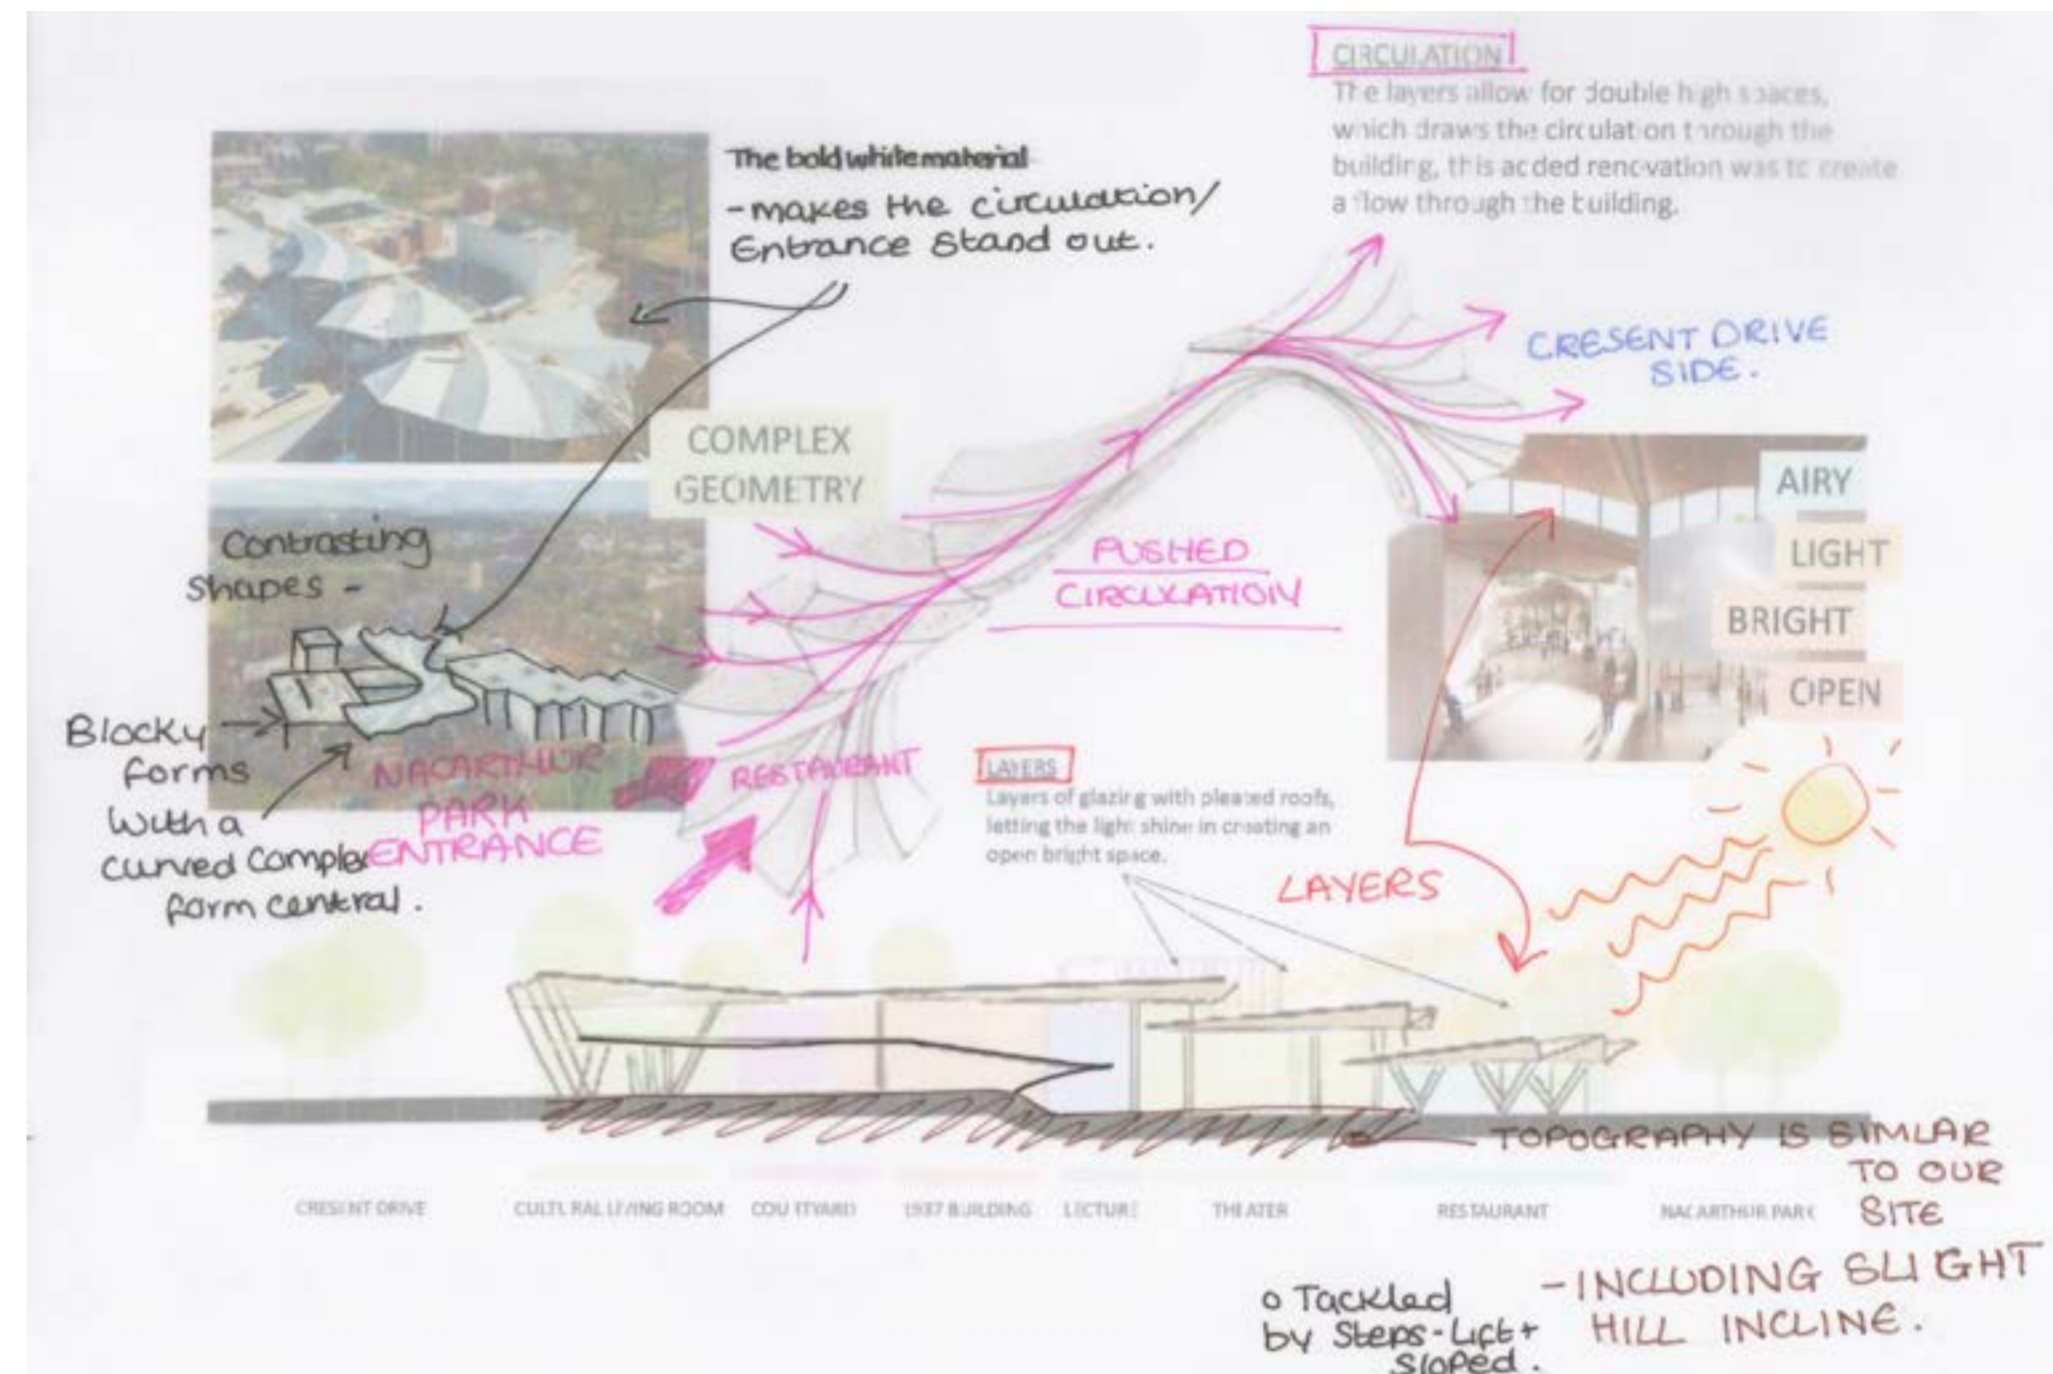 CIRCULATION
The layers allow for double high spaces,
which draws the circulation through the
building, this added renovation was to create
a flow through the building.
The bold white material
-makes the circulation/
Entrance Stand out.
CRESENT DRIVE
SIDE.
COMPLEX
GEOMETRY
AIRY
LIGHT
BRIGHT
OPEN
Contrasting
Shapes -
PUSHED
CIRCULATION
Blocky
forms
with a
curved Complex
form central.
NACARTHUR
PARK
ENTRANCE
RESTAURANT
LAYERS
Layers of glazing with pleated roofs,
letting the light shine in creating an
open bright space.
LAYERS
TOPOGRAPHY IS SIMLAR
TO OUR
SITE
-INCLUDING SLIGHT
HILL INCLINE.
CRESENT DRIVE
CULTURAL LIVING ROOM
COURTYARD
1937 BUILDING
LECTURE
THEATER
RESTAURANT
NACARTHUR PARK
o Tackled
by Steps-Lift+
Sloped.